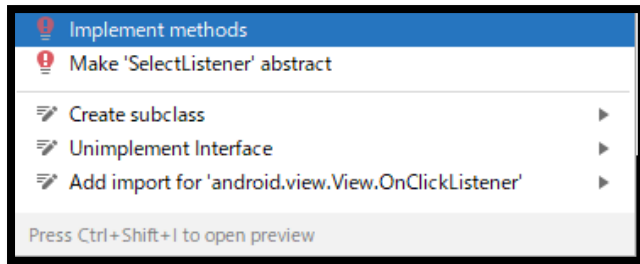 Implement methods
Make 'SelectListener' abstract
Create subclass
Unimplement Interface
Add import for 'android.view.View.OnClickListener'
Press Ctrl+Shift+I to open preview